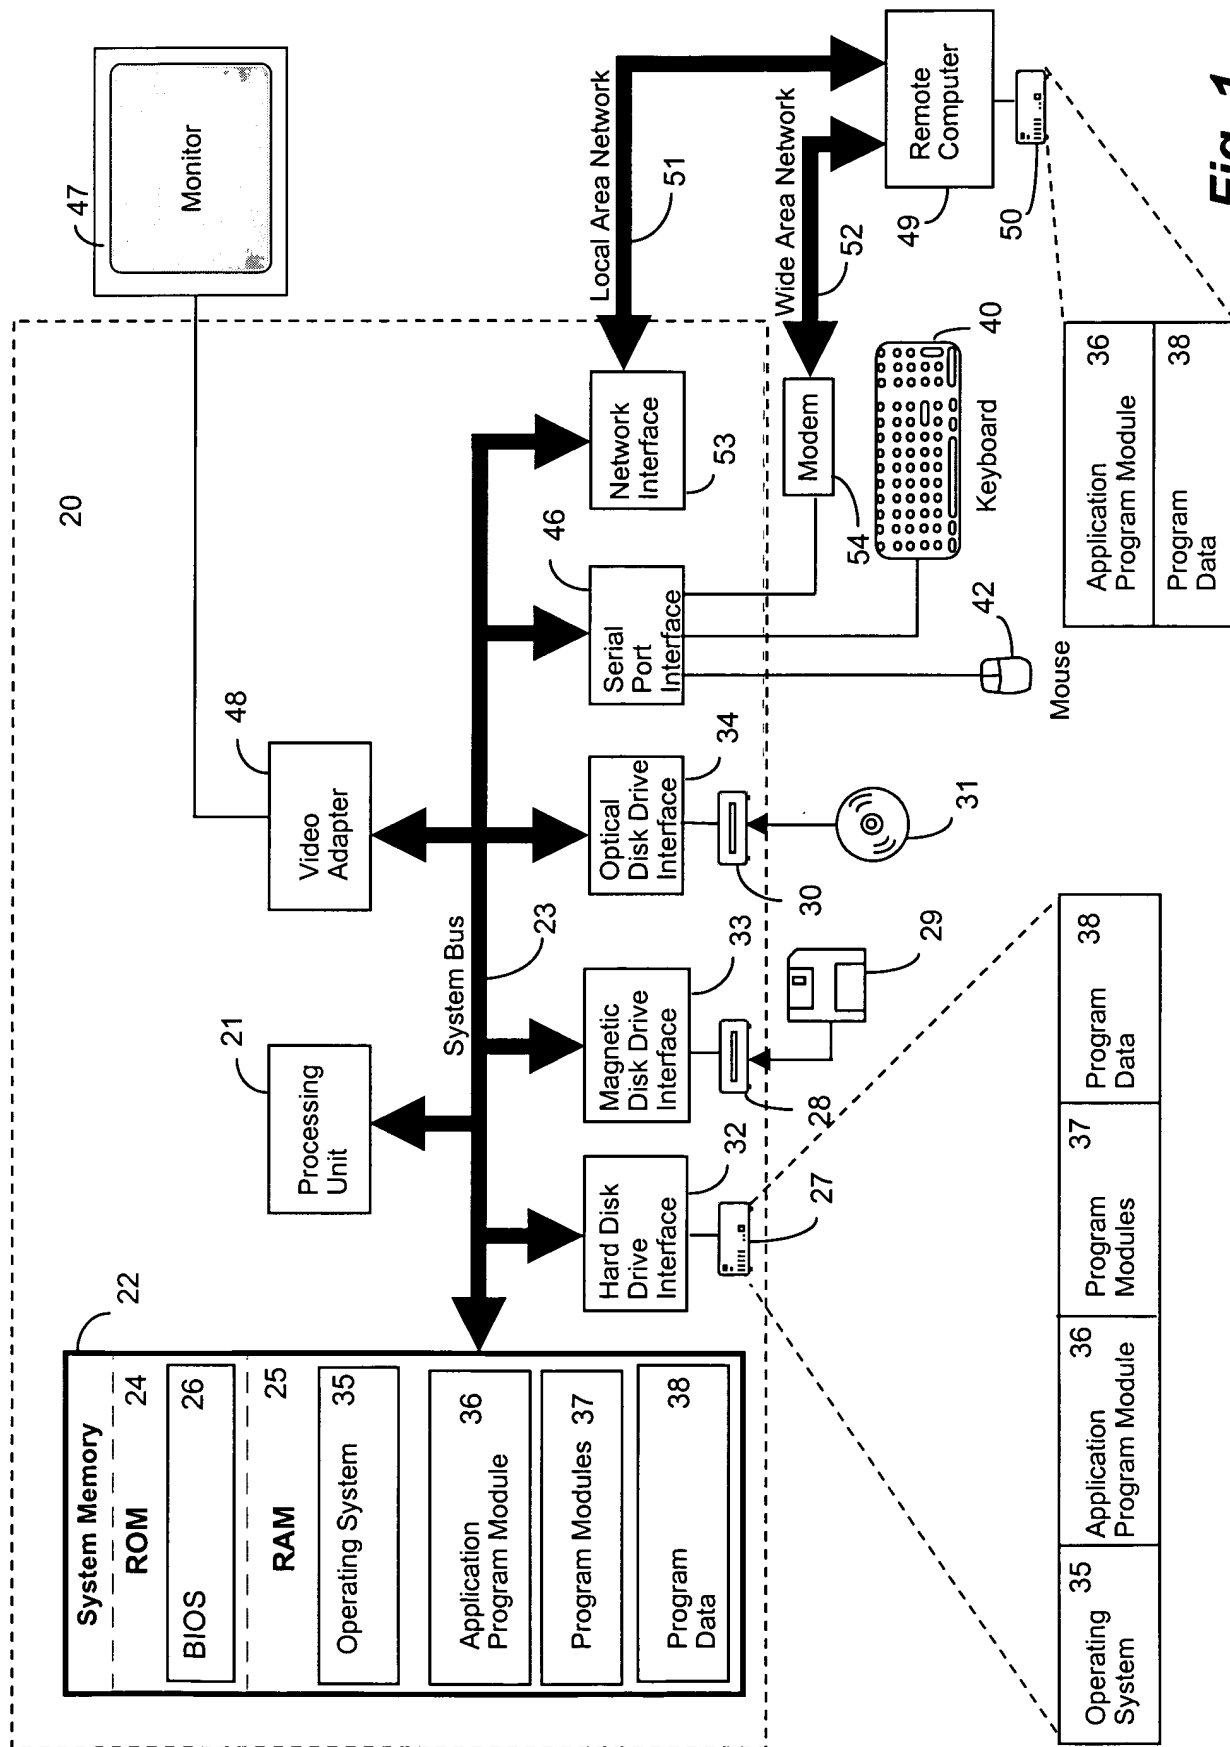 System Memory
ROM 24
BIOS 26
RAM 25
Operating System 35
Application
Program Module 36
Program Modules 37
Program
Data 38
22
Processing
Unit
21
Video
Adapter
48
20
47
Monitor
System Bus
23
Hard Disk
Drive
Interface
32
Magnetic
Disk Drive
Interface
33
Optical
Disk Drive
Interface
34
Serial
Port
Interface
46
Network
Interface
53
Local Area Network
51
27
28
29
30
31
Modem
54
Wide Area Network
52
Remote
Computer
49
50
Keyboard
40
Mouse
42
Operating
System
35
Application
Program Module
36
Program
Modules
37
Program
Data
38
Application
Program Module
36
Program
Data
38
Fig. 1